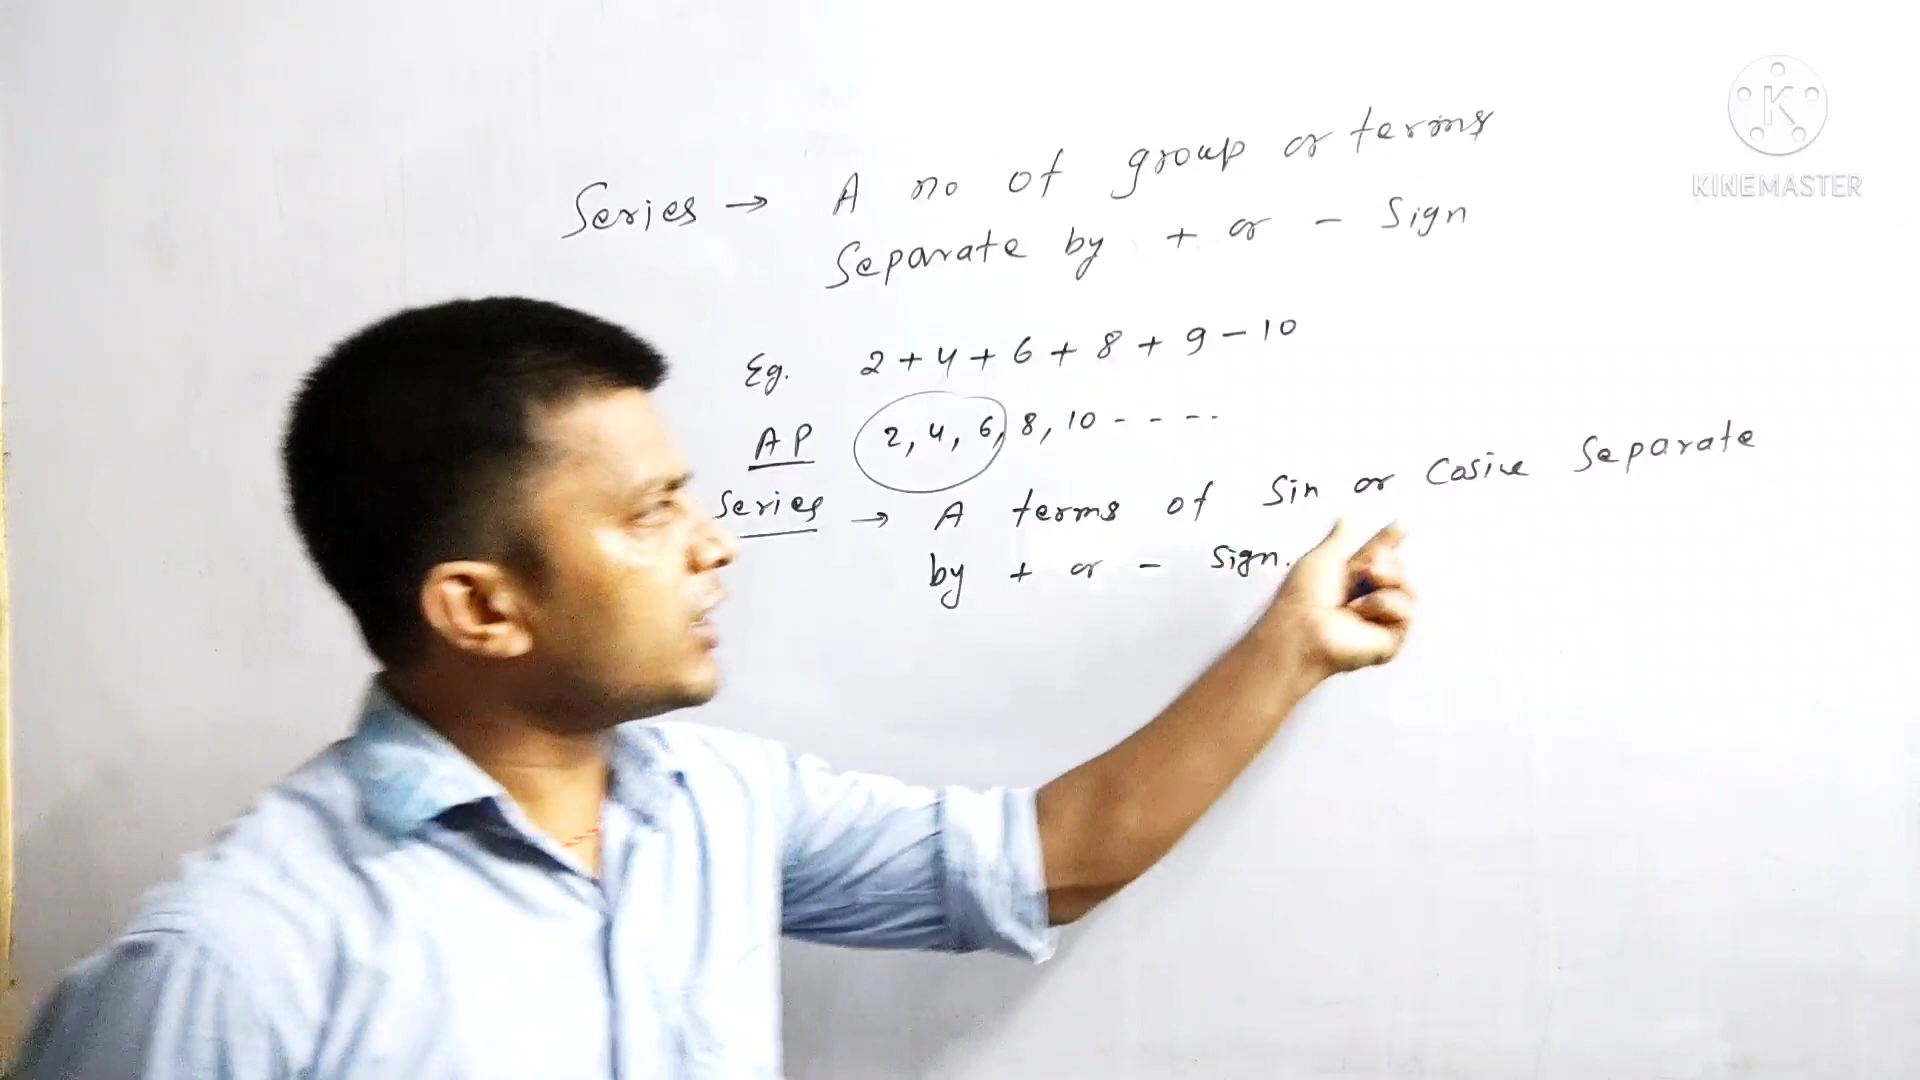 Series → A no of group or terms
Separate by + or - Sign
Eg. 2 + 4 + 6 + 8 + 9 - 10
AP 2, 4, 6, 8, 10 - - - -
Series → A terms of Sin or Cosine Separate
by + or - Sign.
K
KINEMASTER